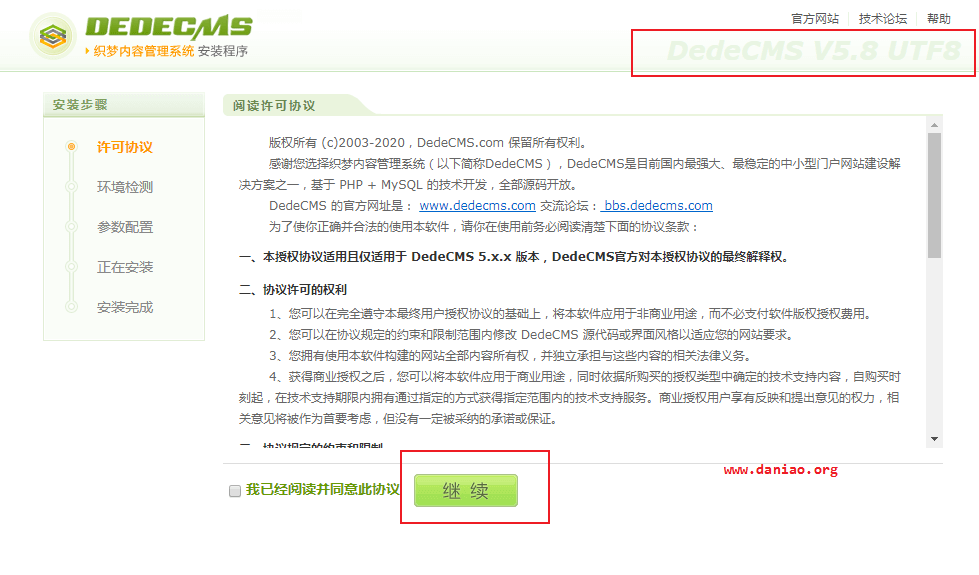 官方网站 技术论坛 帮助
DEDECMS
织梦内容管理系统 安装程序
DedeCMS V5.8 UTF8
安装步骤
许可协议
环境检测
参数配置
正在安装
安装完成
阅读许可协议
版权所有 (c)2003-2020，DedeCMS.com 保留所有权利。
感谢您选择织梦内容管理系统（以下简称DedeCMS），DedeCMS是目前国内最强大、最稳定的中小型门户网站建设解
决方案之一，基于 PHP + MySQL 的技术开发，全部源码开放。
DedeCMS 的官方网址是： www.dedecms.com 交流论坛： bbs.dedecms.com
为了使你正确并合法的使用本软件，请你在使用前务必阅读清楚下面的协议条款：
一、本授权协议适用且仅适用于 DedeCMS 5.x.x 版本，DedeCMS官方对本授权协议的最终解释权。
二、协议许可的权利
1、您可以在完全遵守本最终用户授权协议的基础上，将本软件应用于非商业用途，而不必支付软件版权授权费用。
2、您可以在协议规定的约束和限制范围内修改 DedeCMS 源代码或界面风格以适应您的网站要求。
3、您拥有使用本软件构建的网站全部内容所有权，并独立承担与这些内容的相关法律义务。
4、获得商业授权之后，您可以将本软件应用于商业用途，同时依据所购买的授权类型中确定的技术支持内容，自购买时
刻起，在技术支持期限内拥有通过指定的方式获得指定范围内的技术支持服务。商业授权用户享有反映和提出意见的权力，相
关意见将被作为首要考虑，但没有一定被采纳的承诺或保证。
www.daniao.org
我已经阅读并同意此协议 继 续